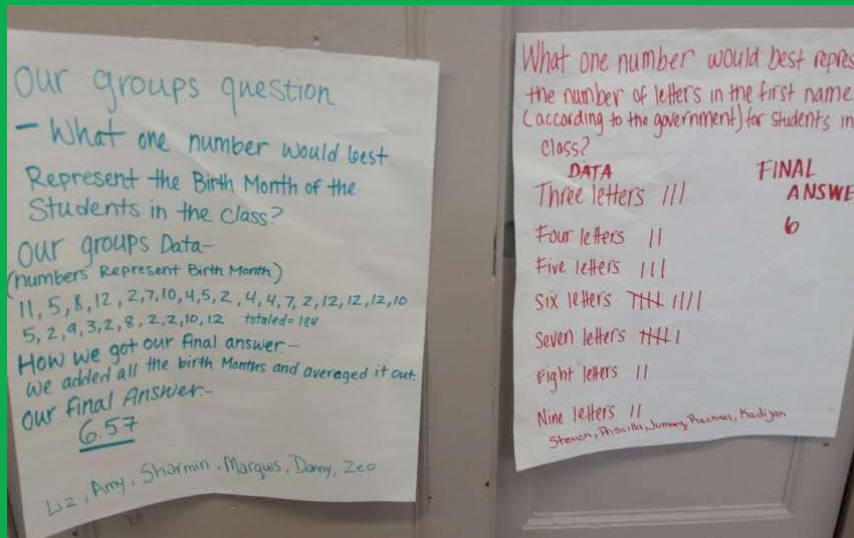 Our groups question
- What one number would best
Represent the Birth Month of the
Students in the class?
Our groups Data-
(numbers Represent Birth Month)
11, 5, 8, 12, 2, 7, 10, 4, 5, 2, 4, 4, 7, 2, 12, 12, 12, 10
5, 2, 9, 3, 2, 8, 2, 2, 10, 12 totaled = 184
How we got our final answer.-
we added all the birth Months and averaged it out.
Our final Answer-
6.57
Liz, Amy, Sharmin, Marquis, Danny, Zeo
What one number would best repres
the number of letters in the first name
(according to the government) for students in
class?
DATA
Three letters |||
Four letters ||
Five letters |||
Six letters 卌 ||||
Seven letters 卌 |
Eight letters ||
Nine letters ||
FINAL
ANSWE
6
Steven, Priscilla, Rachael, Kadijah